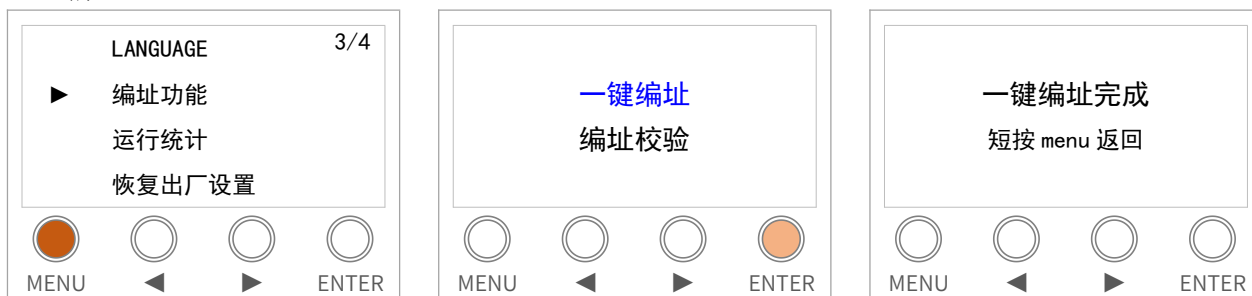 LANGUAGE 3/4
► 编址功能
运行统计
恢复出厂设置
MENU ◄ ► ENTER
一键编址
编址校验
MENU ◄ ► ENTER
一键编址完成
短按 menu 返回
MENU ◄ ► ENTER